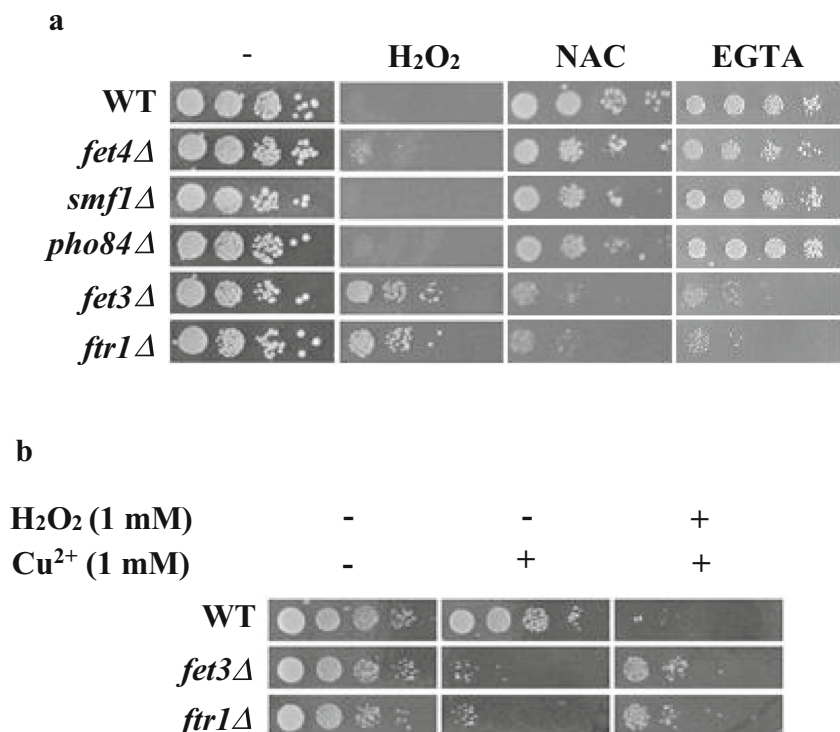 a
- H₂O₂ NAC EGTA
WT
fet4Δ
smf1Δ
pho84Δ
fet3Δ
ftr1Δ
b
H₂O₂ (1 mM) - - +
Cu²⁺ (1 mM) - + +
WT
fet3Δ
ftr1Δ